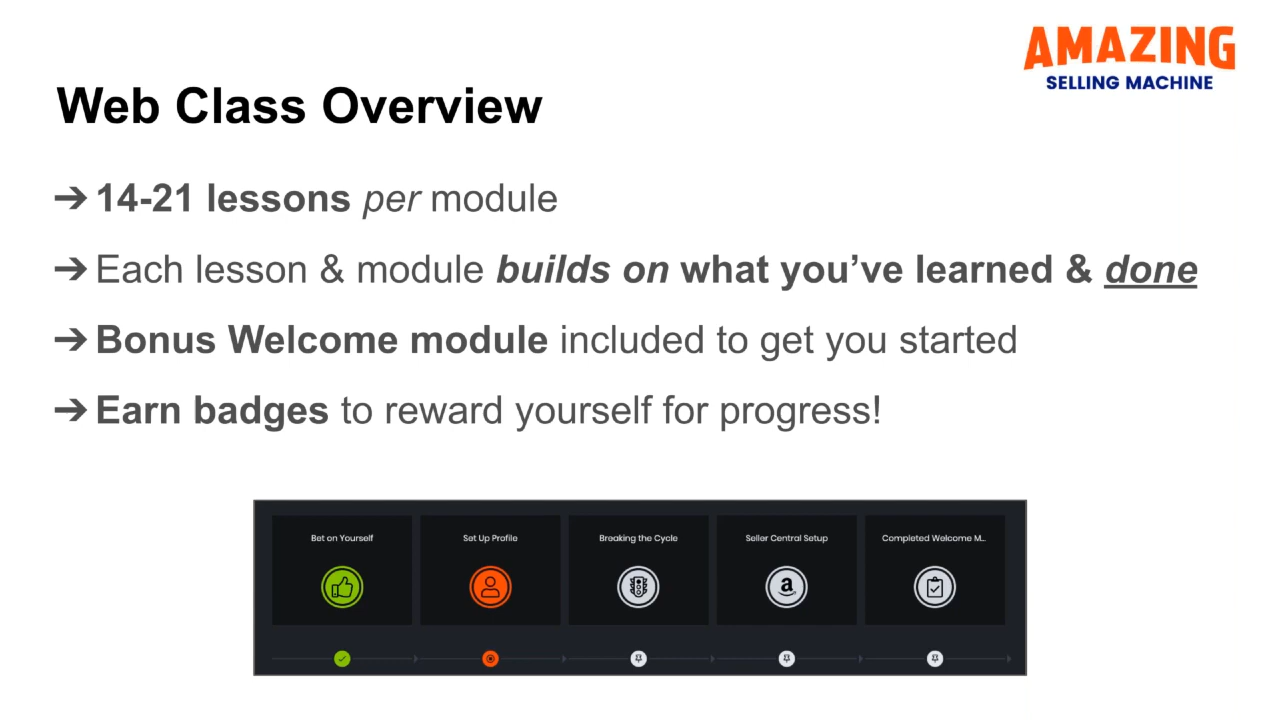 AMAZING
SELLING MACHINE
Web Class Overview
➔ 14-21 lessons per module
➔ Each lesson & module builds on what you’ve learned & done
➔ Bonus Welcome module included to get you started
➔ Earn badges to reward yourself for progress!
Bet on Yourself
Set Up Profile
Breaking the Cycle
Seller Central Setup
Completed Welcome M...
a